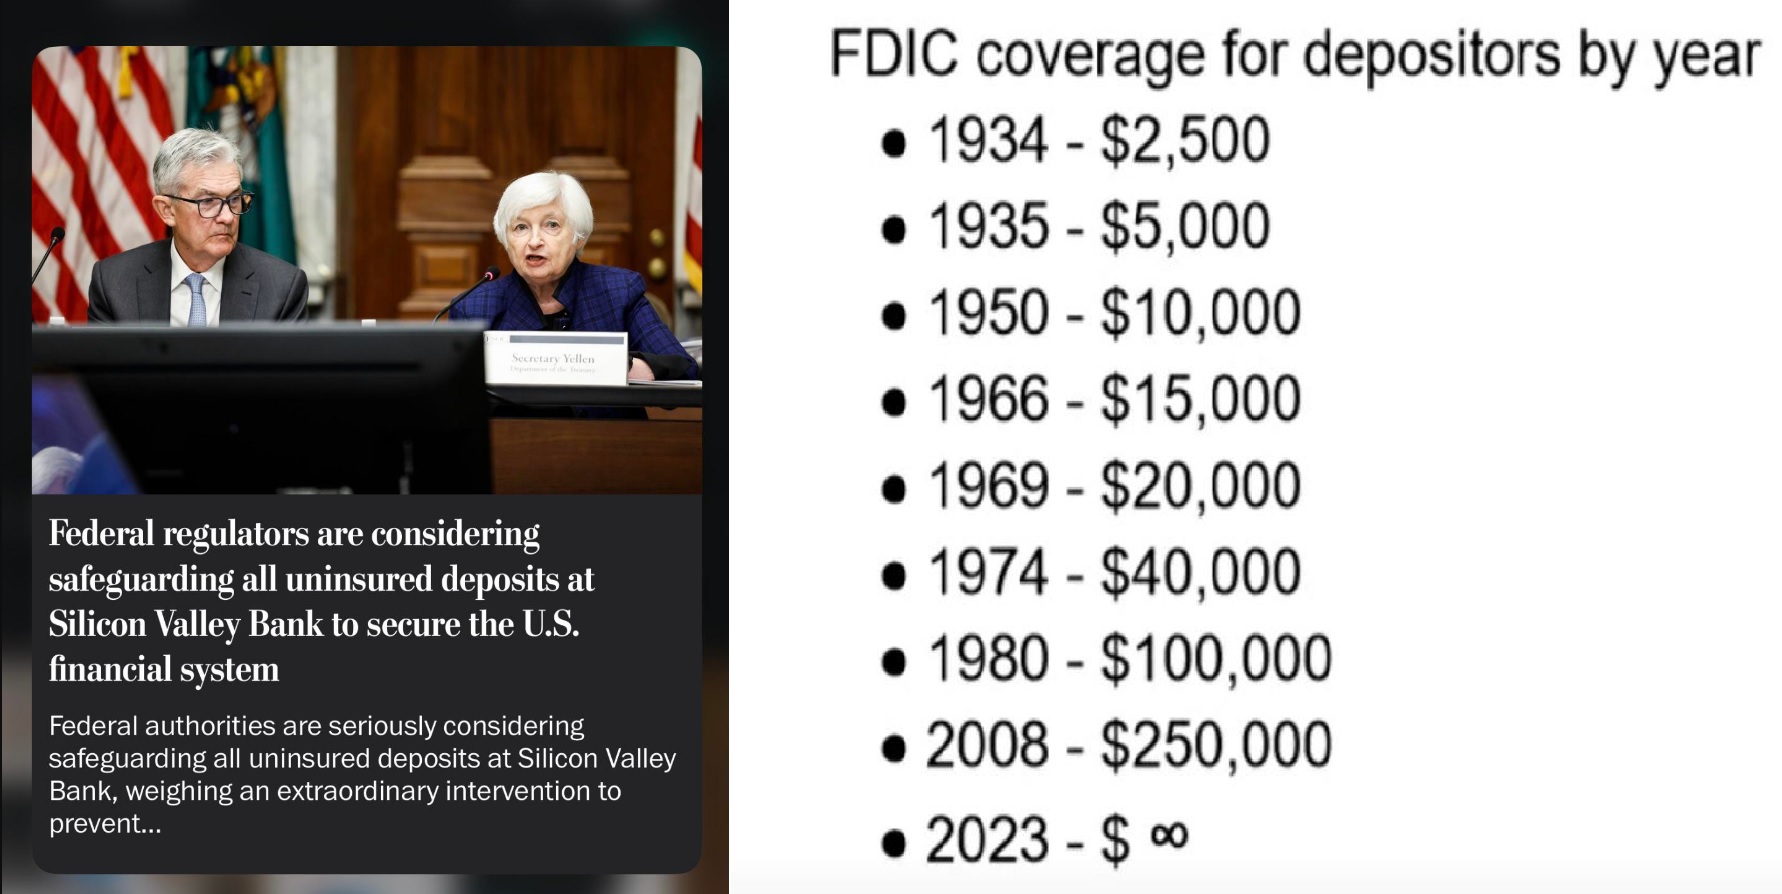 Secretary Yellen
Department of the Treasury
Federal regulators are considering
safeguarding all uninsured deposits at
Silicon Valley Bank to secure the U.S.
financial system
Federal authorities are seriously considering
safeguarding all uninsured deposits at Silicon Valley
Bank, weighing an extraordinary intervention to
prevent...
FDIC coverage for depositors by year
• 1934 - $2,500
• 1935 - $5,000
• 1950 - $10,000
• 1966 - $15,000
• 1969 - $20,000
• 1974 - $40,000
• 1980 - $100,000
• 2008 - $250,000
• 2023 - $ ∞